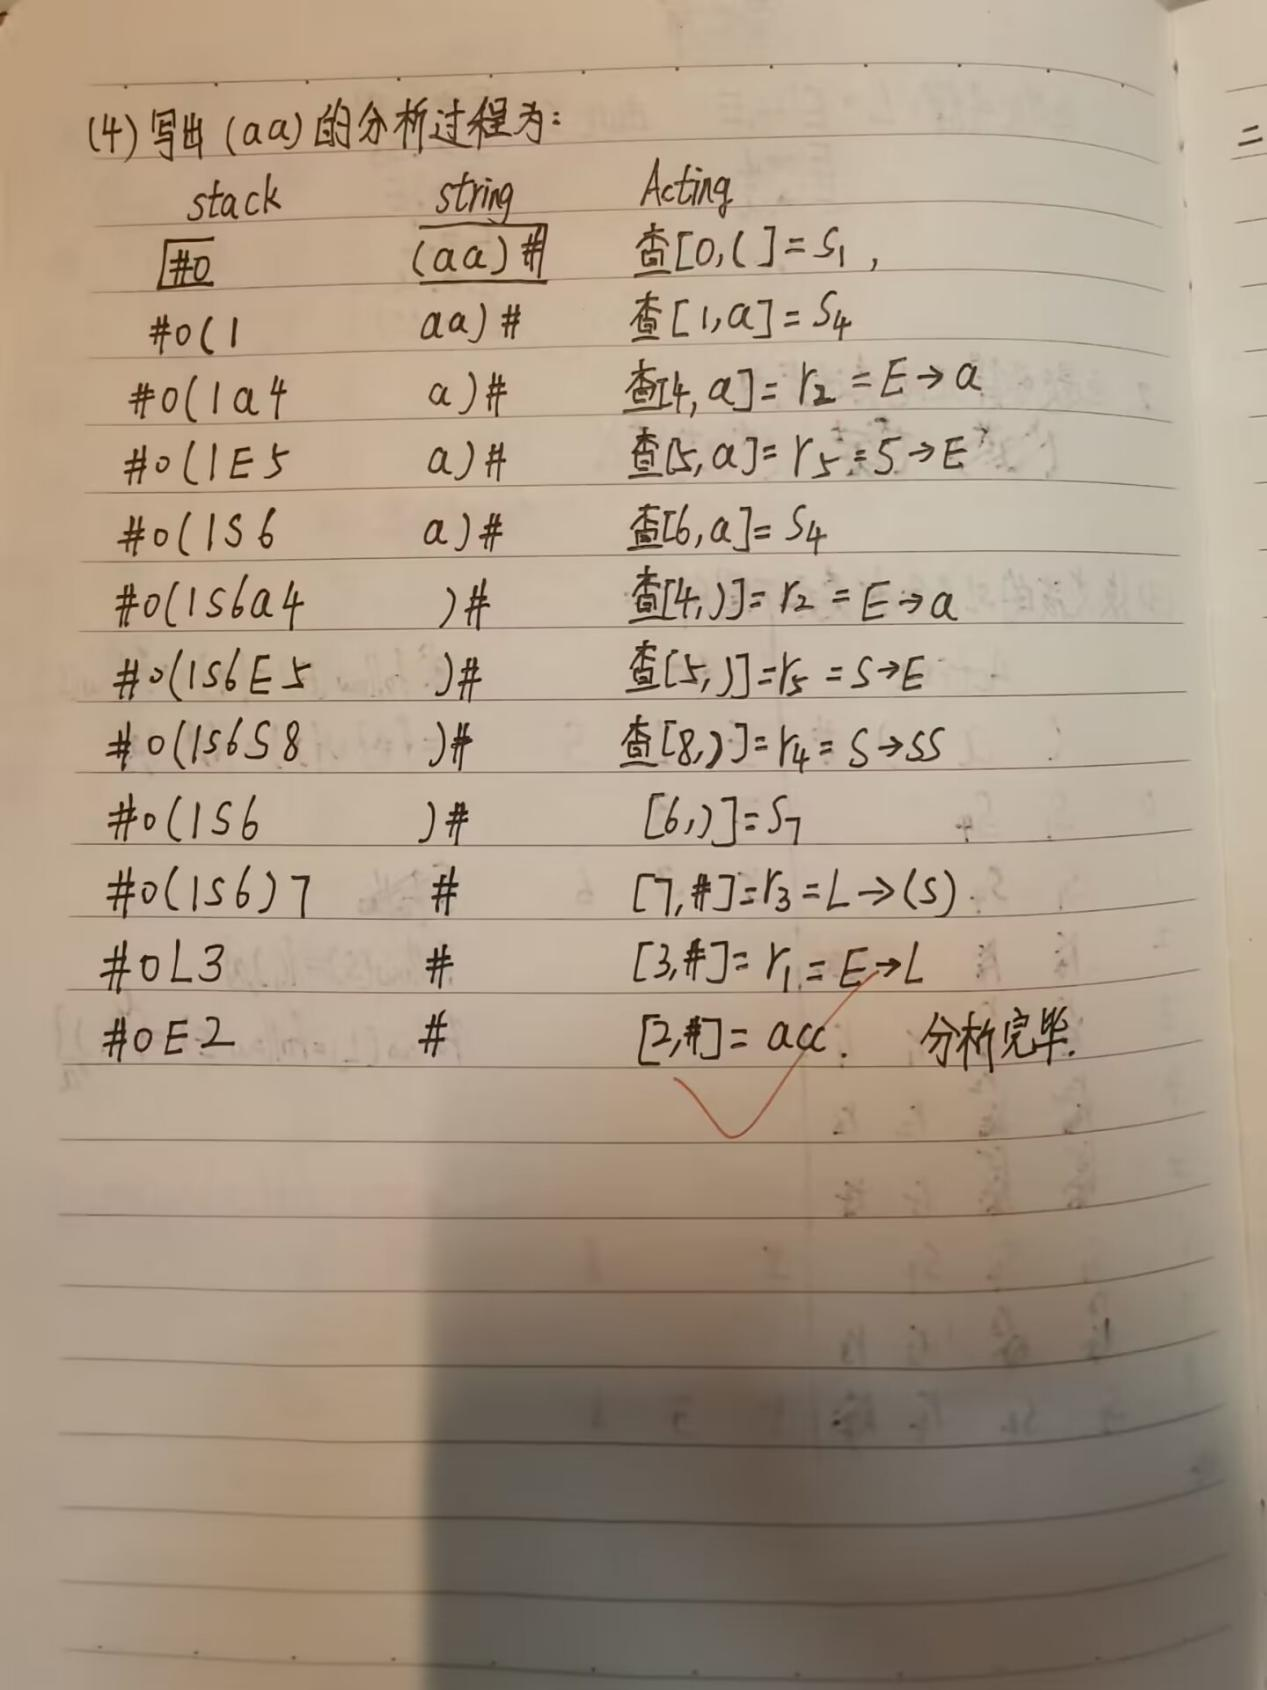 (4) 写出 (aa) 的分析过程为:
stack string Acting
#0 (aa)# 查[0,( ]=S1 ,
#0(1 aa)# 查[1,a]=S4
#0(1a4 a)# 查[4,a]=r2=E→a
#0(1E5 a)# 查[5,a]=r5=S→E
#0(1S6 a)# 查[6,a]=S4
#0(1S6a4 )# 查[4,)]=r2=E→a
#0(1S6E5 )# 查[5,)]=r5=S→E
#0(1S6S8 )# 查[8,)]=r4=S→SS
#0(1S6 )# [6,)]=S7
#0(1S6)7 # [7,#]=r3=L→(S)
#0L3 # [3,#]=r1=E→L
#0E2 # [2,#]=acc. 分析完毕.
二